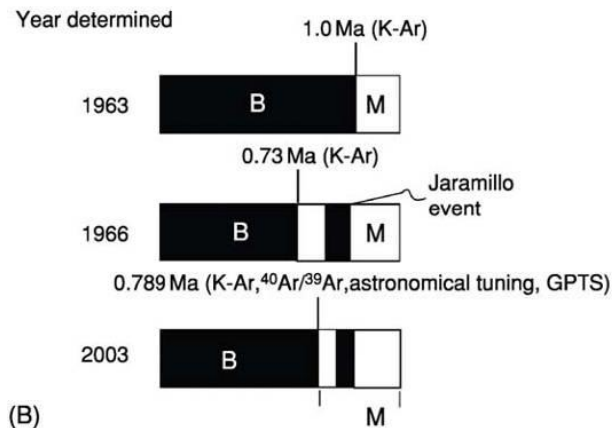 Year determined
1.0 Ma (K-Ar)
1963
B
M
0.73 Ma (K-Ar)
Jaramillo
event
1966
B
M
0.789 Ma (K-Ar,⁴⁰Ar/³⁹Ar,astronomical tuning, GPTS)
2003
B
(B)
M